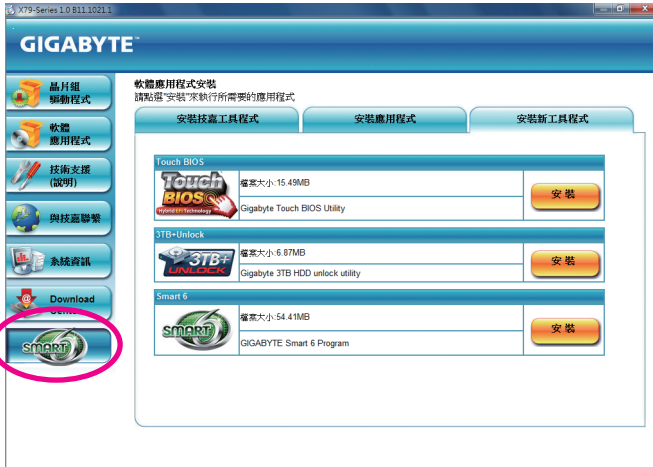 X79-Series 1.0 B11.1021.1
GIGABYTE™
晶片組
驅動程式
軟體
應用程式
技術支援
(說明)
與技嘉聯繫
系統資訊
Download
Center
SMART6
軟體應用程式安裝
請點選"安裝"來執行所需要的應用程式
安裝技嘉工具程式
安裝應用程式
安裝新工具程式
Touch BIOS
Touch
BIOS
Hybrid EFI Technology
檔案大小:15.49MB
Gigabyte Touch BIOS Utility
安裝
3TB+Unlock
3TB+
UNLOCK
檔案大小:6.87MB
Gigabyte 3TB HDD unlock utility
安裝
Smart 6
SMART6
檔案大小:54.41MB
GIGABYTE Smart 6 Program
安裝